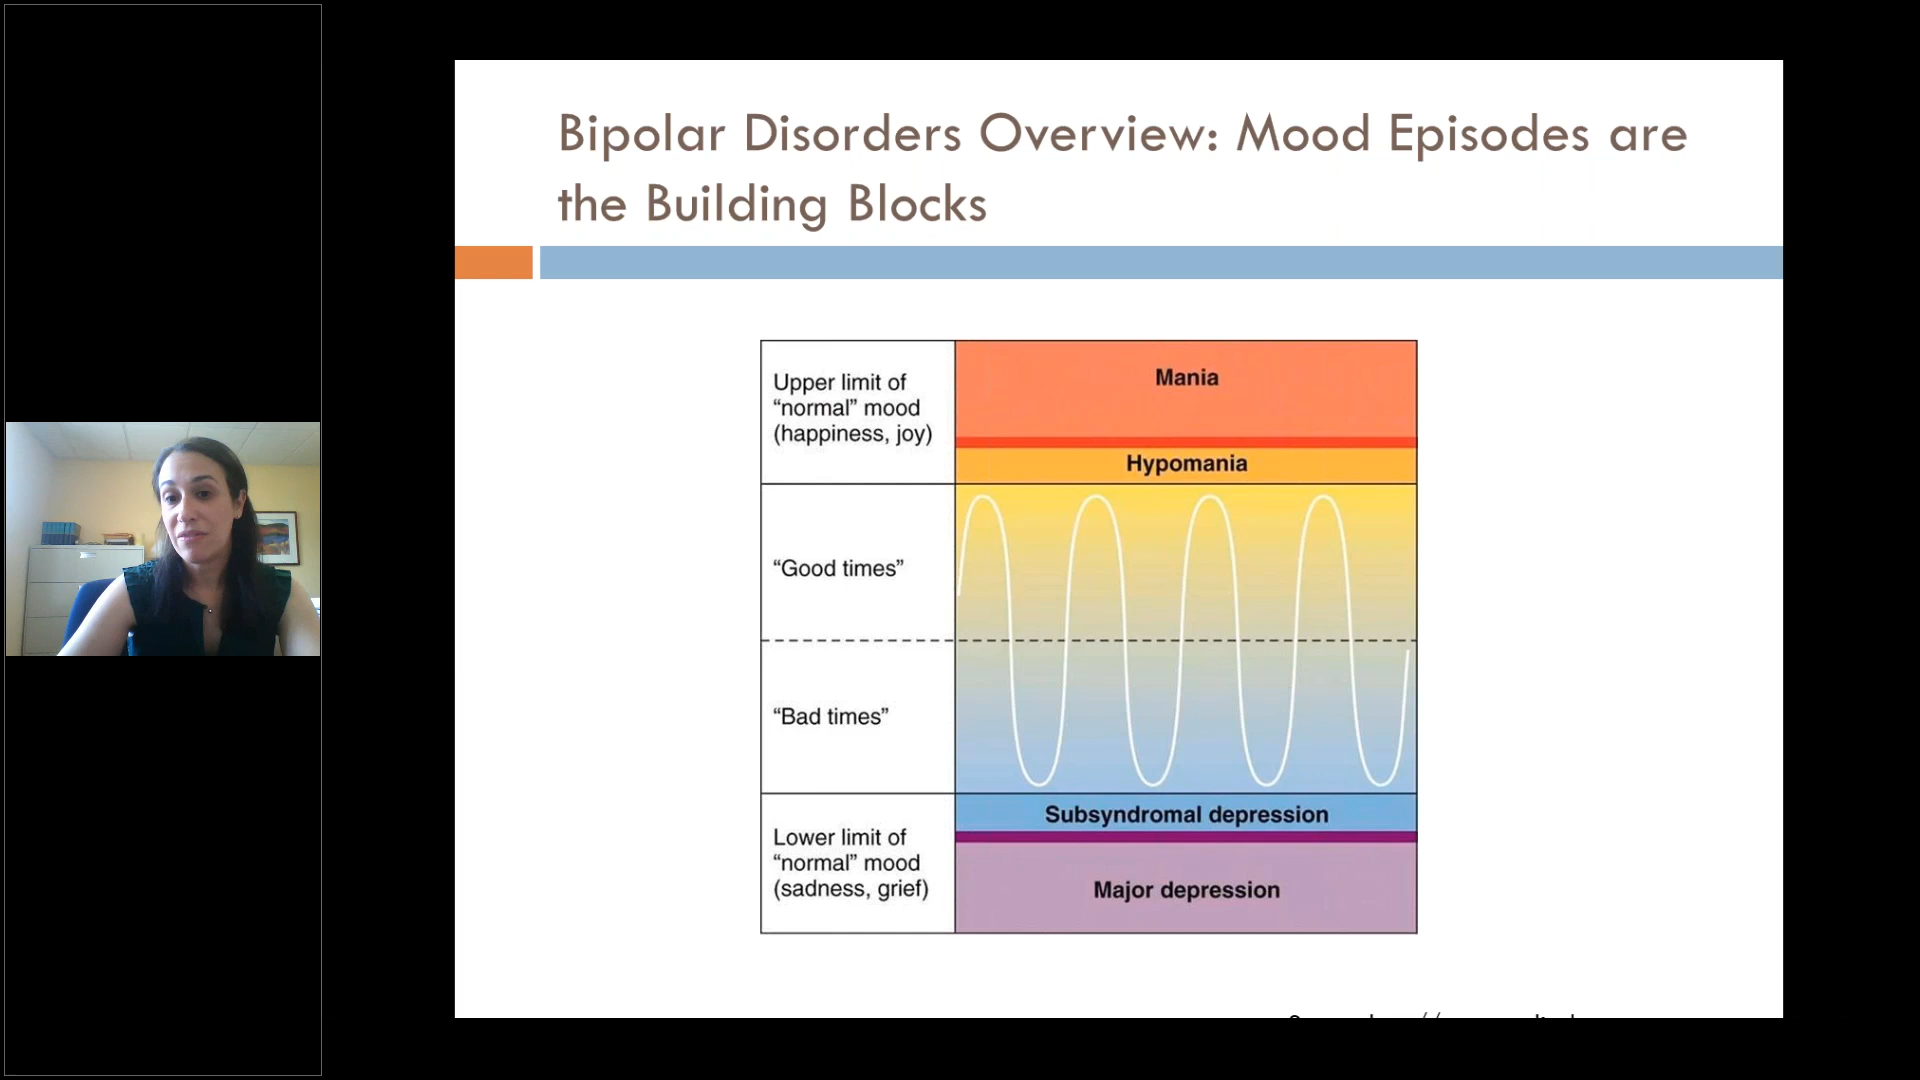 Bipolar Disorders Overview: Mood Episodes are
the Building Blocks
Upper limit of
“normal” mood
(happiness, joy)
Mania
Hypomania
“Good times”
“Bad times”
Lower limit of
“normal” mood
(sadness, grief)
Subsyndromal depression
Major depression